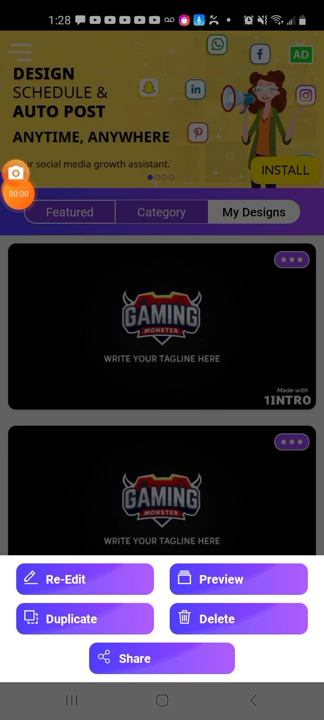 1:28
DESIGN
SCHEDULE &
AUTO POST
ANYTIME, ANYWHERE
r social media growth assistant.
AD
INSTALL
00:00
Featured
Category
My Designs
GAMING
MONSTER
WRITE YOUR TAGLINE HERE
Made with
1INTRO
GAMING
MONSTER
WRITE YOUR TAGLINE HERE
Re-Edit
Preview
Duplicate
Delete
Share